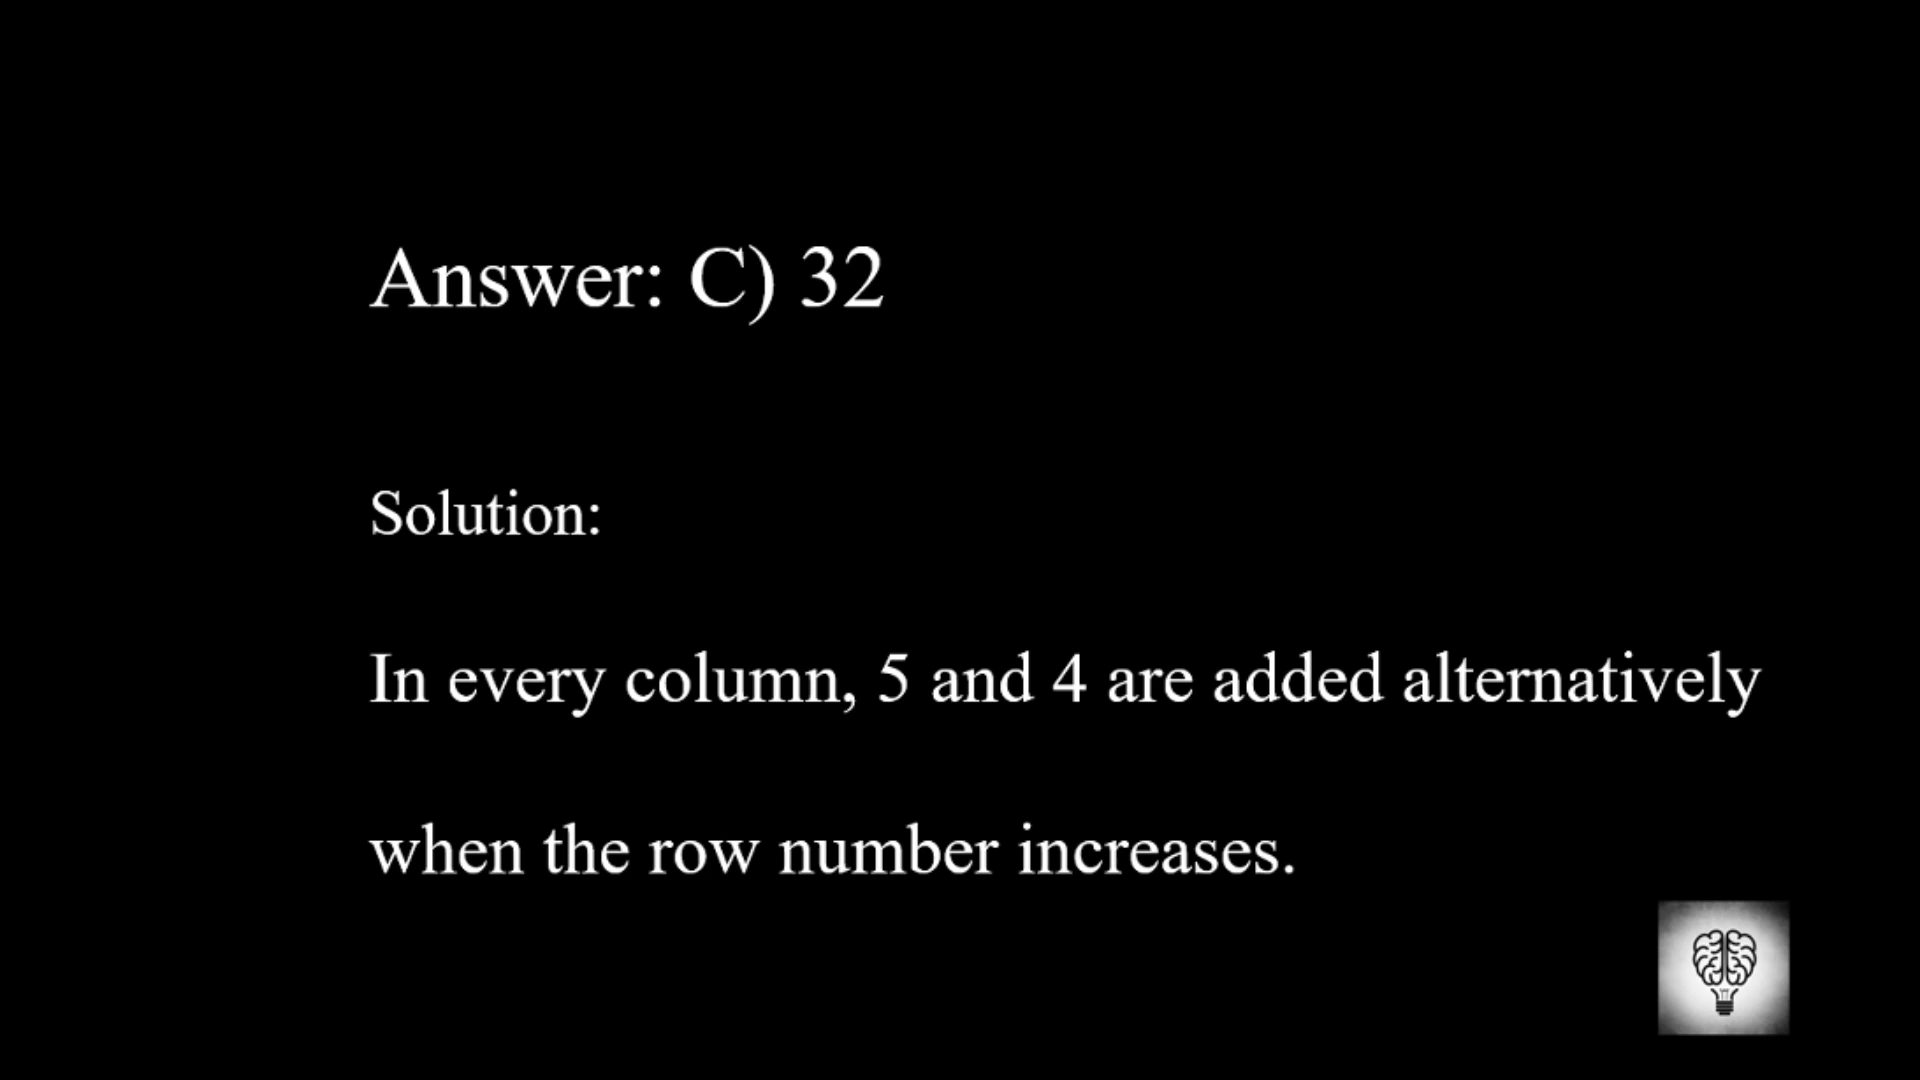 Answer: C) 32
Solution:
In every column, 5 and 4 are added alternatively
when the row number increases.